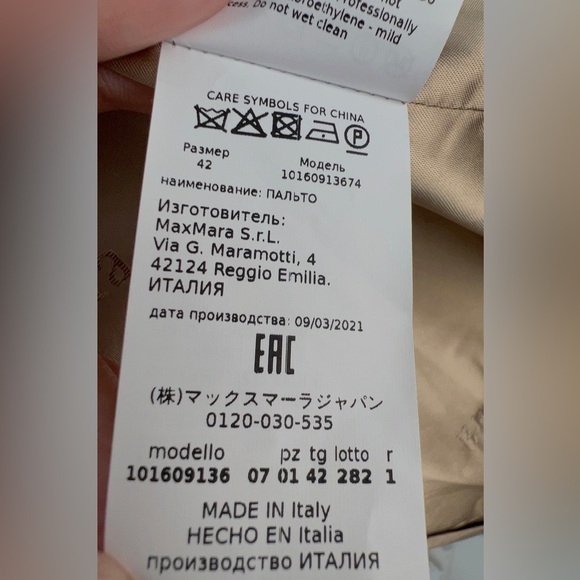 not
Professionally
orbethylene - mild
cess. Do not wet clean
CARE SYMBOLS FOR CHINA
P
Размер
42
Модель
10160913674
наименование: ПАЛЬТО
Изготовитель:
MaxMara S.r.L.
Via G. Maramotti, 4
42124 Reggio Emilia.
ИТАЛИЯ
дата производства: 09/03/2021
EAC
(株)マックスマーラジャパン
0120-030-535
modello pz tg lotto r
101609136 07 01 42 282 1
MADE IN Italy
HECHO EN Italia
производство ИТАЛИЯ